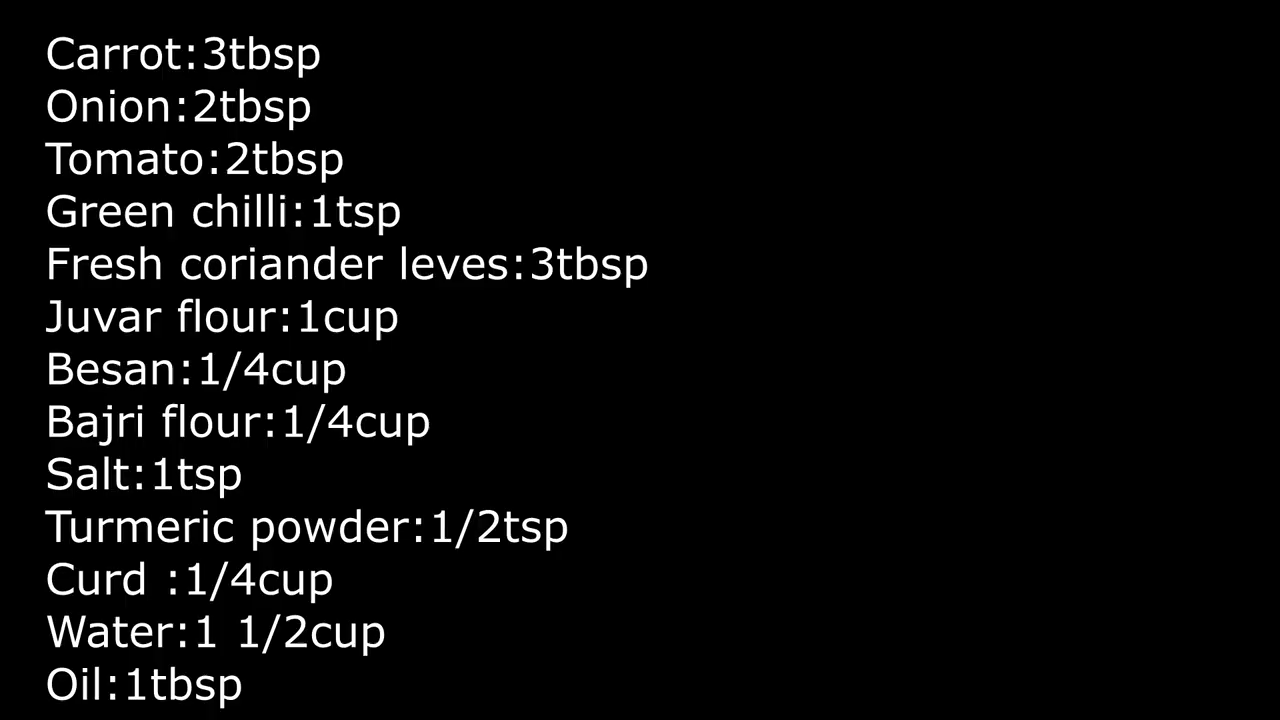 Carrot:3tbsp
Onion:2tbsp
Tomato:2tbsp
Green chilli:1tsp
Fresh coriander leves:3tbsp
Juvar flour:1cup
Besan:1/4cup
Bajri flour:1/4cup
Salt:1tsp
Turmeric powder:1/2tsp
Curd :1/4cup
Water:1 1/2cup
Oil:1tbsp